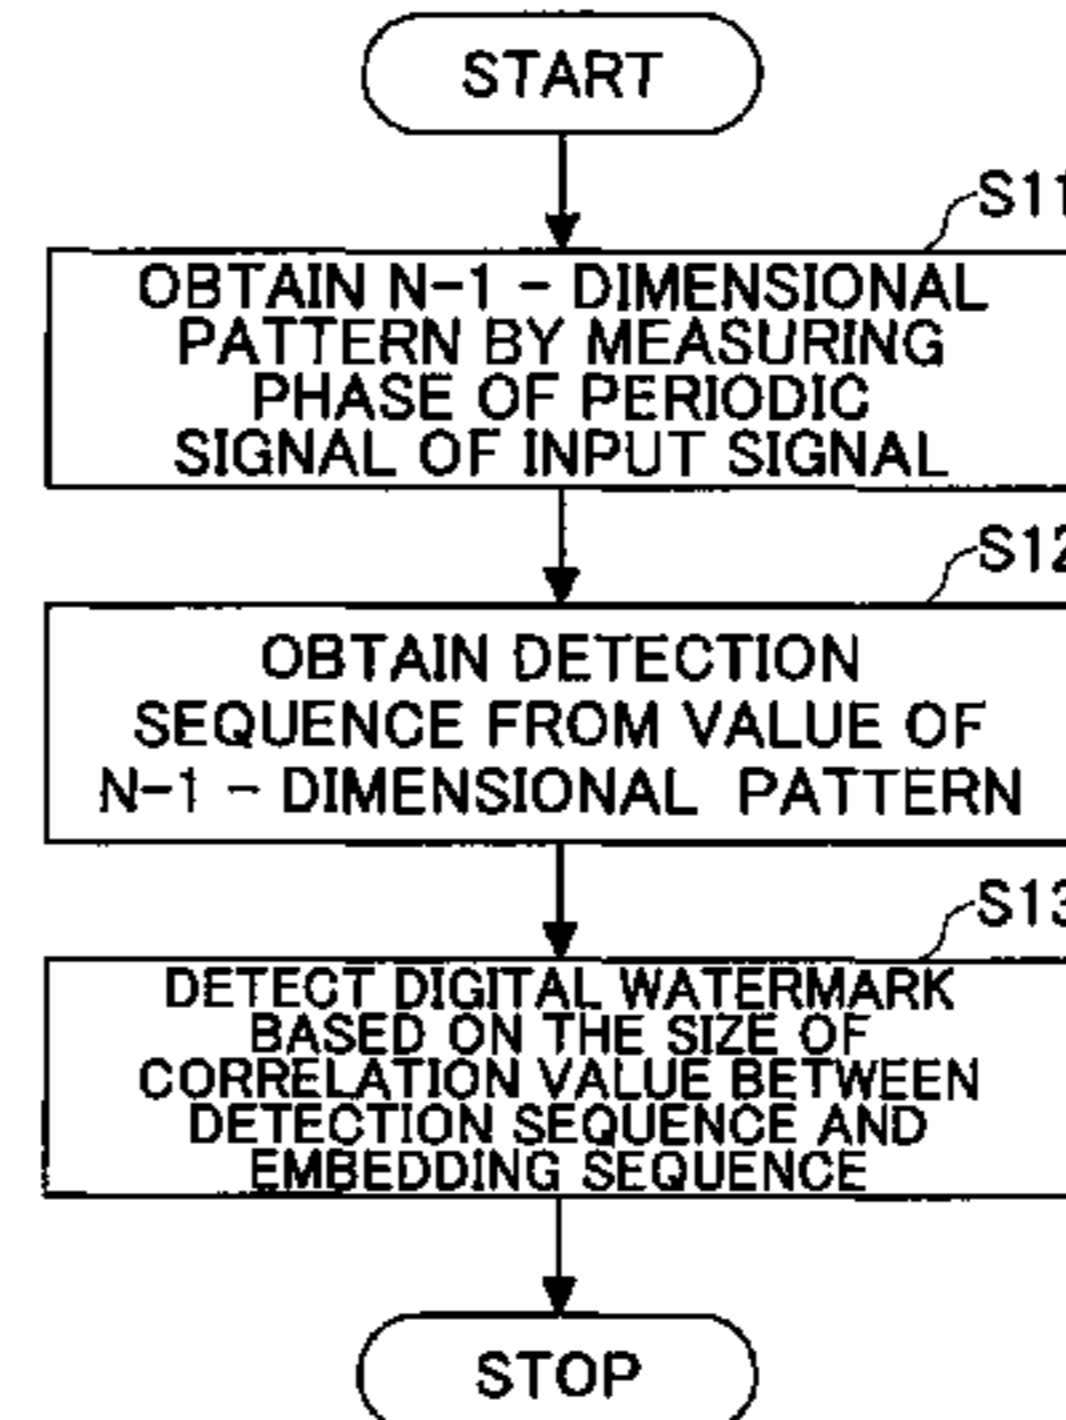 START
S11
OBTAIN N-1 - DIMENSIONAL
PATTERN BY MEASURING
PHASE OF PERIODIC
SIGNAL OF INPUT SIGNAL
S12
OBTAIN DETECTION
SEQUENCE FROM VALUE OF
N-1 - DIMENSIONAL PATTERN
S13
DETECT DIGITAL WATERMARK
BASED ON THE SIZE OF
CORRELATION VALUE BETWEEN
DETECTION SEQUENCE AND
EMBEDDING SEQUENCE
STOP